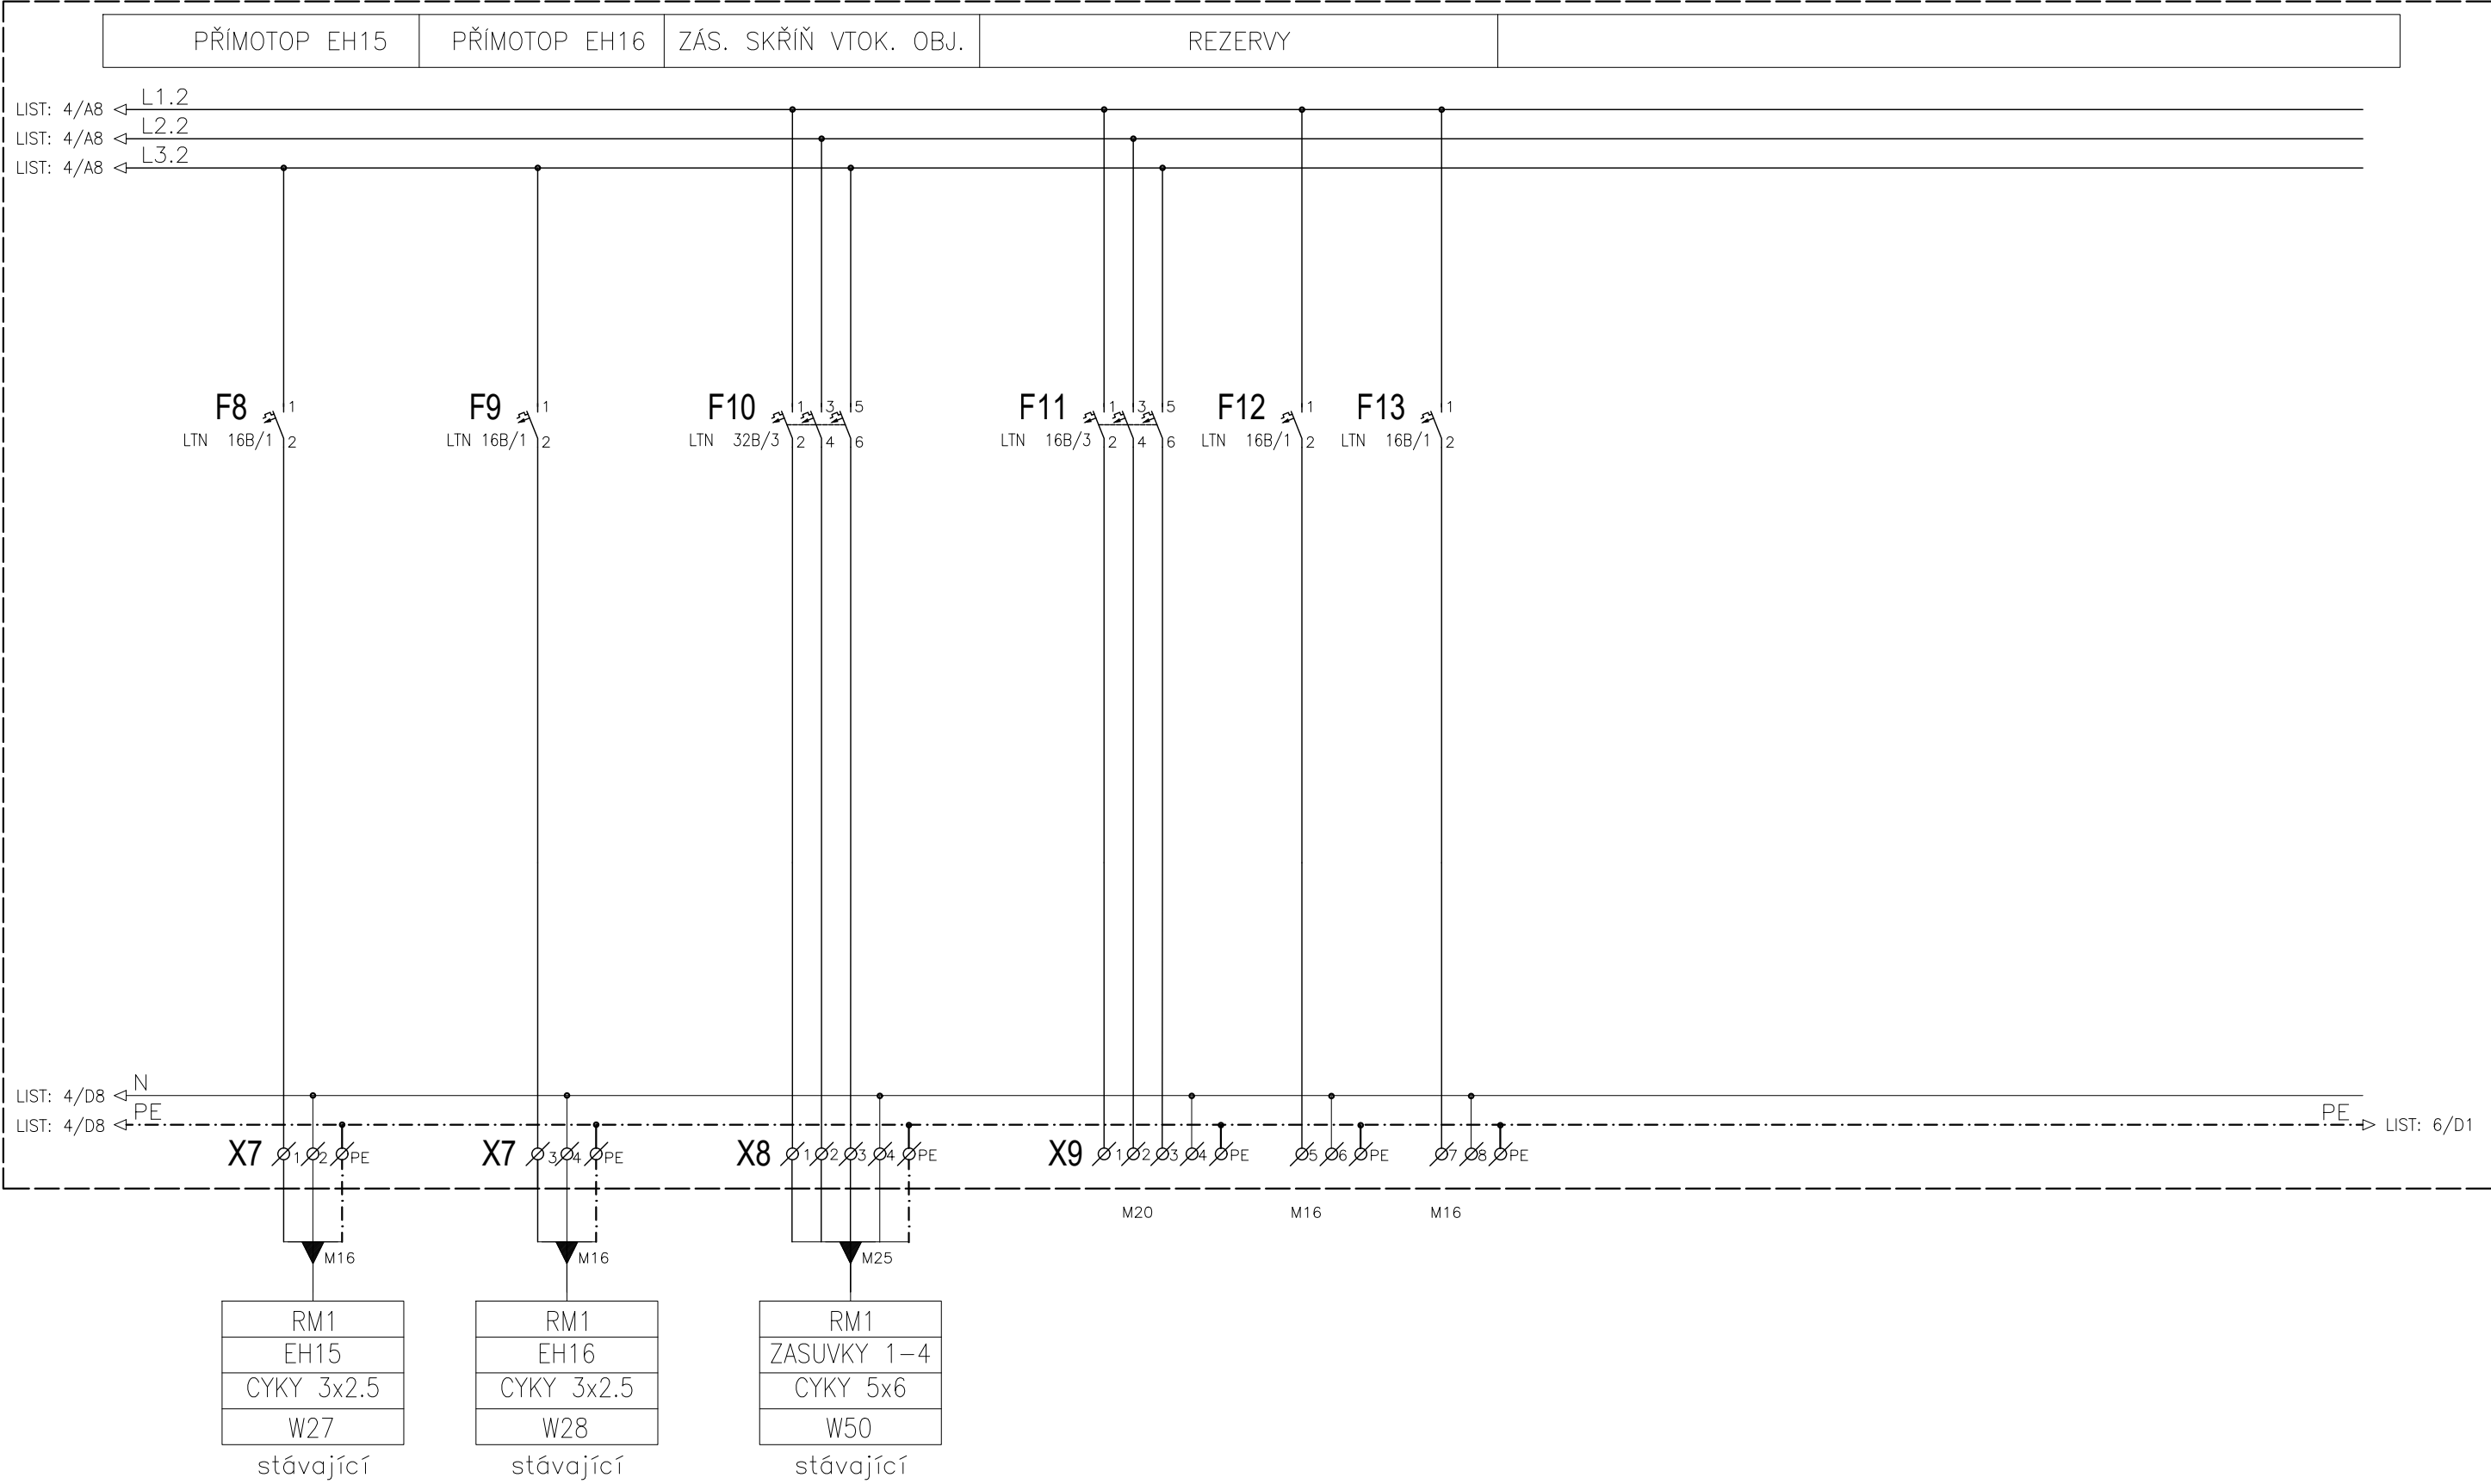 PŘÍMOTOP EH15 PŘÍMOTOP EH16 ZÁS. SKŘÍŇ VTOK. OBJ. REZERVY
LIST: 4/A8 L1.2
LIST: 4/A8 L2.2
LIST: 4/A8 L3.2
F8 1 F9 1 F10 1 3 5 F11 1 3 5 F12 1 F13 1
LTN 16B/1 2 LTN 16B/1 2 LTN 32B/3 2 4 6 LTN 16B/3 2 4 6 LTN 16B/1 2 LTN 16B/1 2
LIST: 4/D8 N
LIST: 4/D8 PE PE LIST: 6/D1
X7 1 2 PE X7 3 4 PE X8 1 2 3 4 PE X9 1 2 3 4 PE 5 6 PE 7 8 PE
M20 M16 M16
M16 M16 M25
RM1 RM1 RM1
EH15 EH16 ZASUVKY 1-4
CYKY 3x2.5 CYKY 3x2.5 CYKY 5x6
W27 W28 W50
stávající stávající stávající